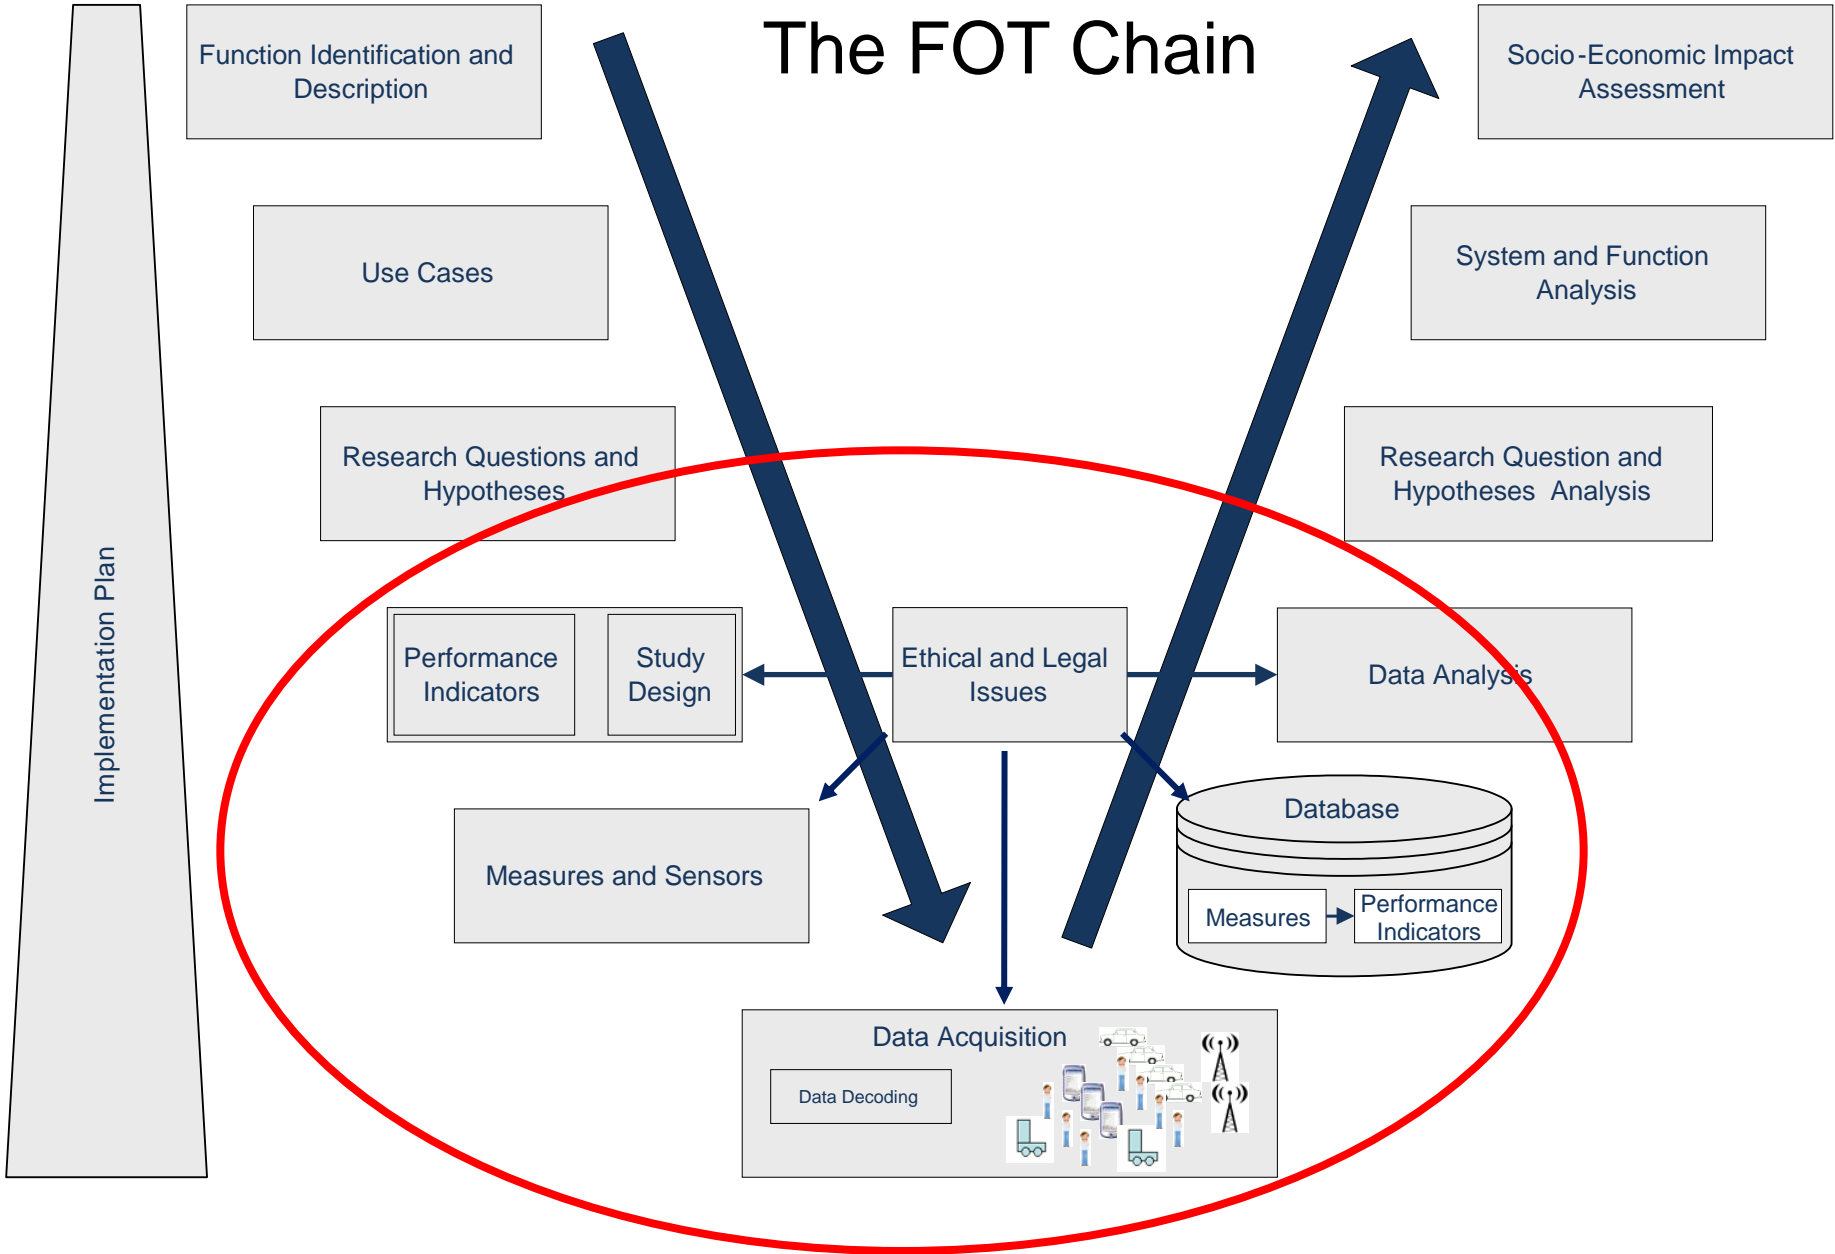 The FOT Chain
Function Identification and
Description
Socio-Economic Impact
Assessment
Use Cases
System and Function
Analysis
Research Questions and
Hypotheses
Research Question and
Hypotheses Analysis
Implementation Plan
Performance
Indicators
Study
Design
Ethical and Legal
Issues
Data Analysis
Measures and Sensors
Database
Measures
Performance
Indicators
Data Acquisition
Data Decoding